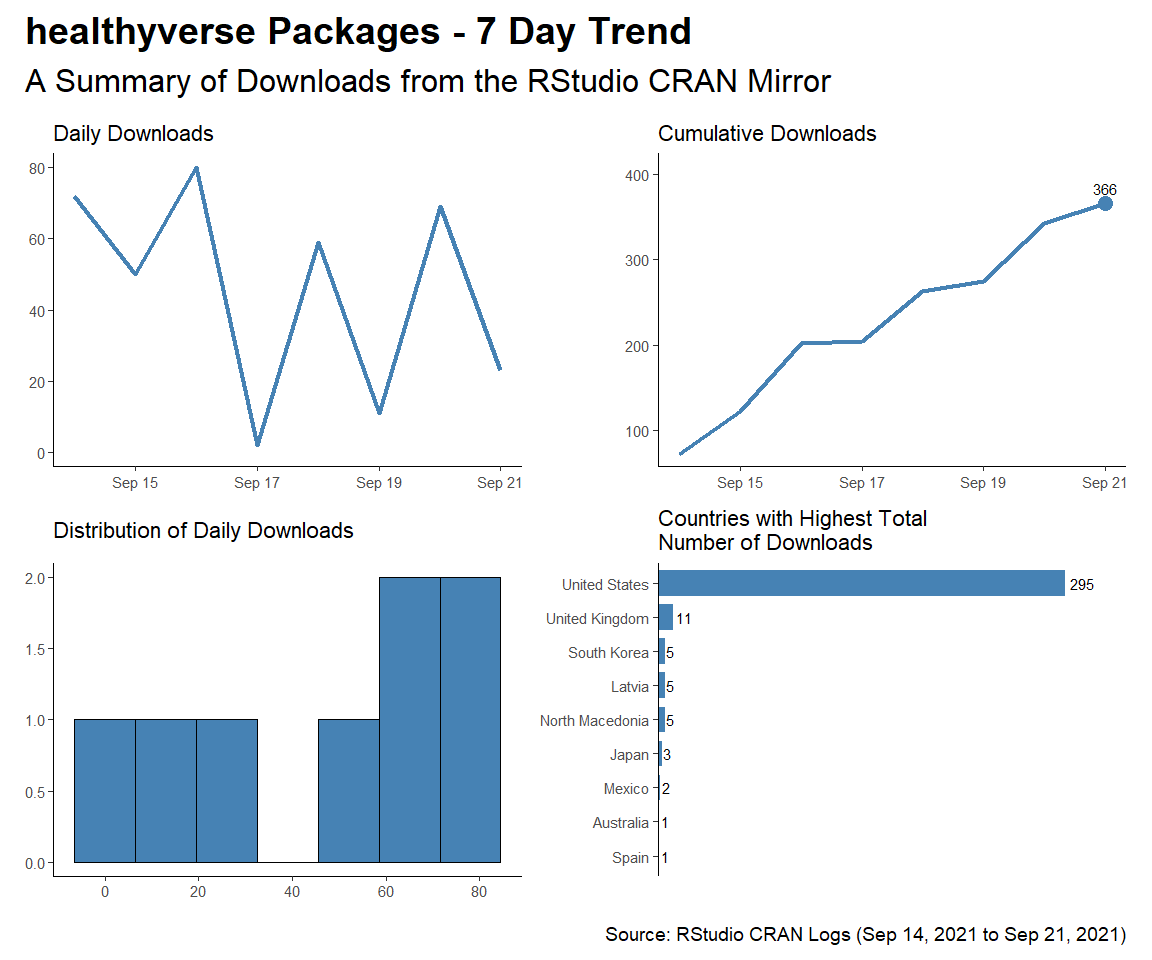 healthyverse Packages - 7 Day Trend
A Summary of Downloads from the RStudio CRAN Mirror
Daily Downloads
80
60
40
20
0
Sep 15 Sep 17 Sep 19 Sep 21
Cumulative Downloads
400
300
200
100
366
Sep 15 Sep 17 Sep 19 Sep 21
Distribution of Daily Downloads
2.0
1.5
1.0
0.5
0.0
0 20 40 60 80
Countries with Highest Total
Number of Downloads
United States 295
United Kingdom 11
South Korea 5
Latvia 5
North Macedonia 5
Japan 3
Mexico 2
Australia 1
Spain 1
Source: RStudio CRAN Logs (Sep 14, 2021 to Sep 21, 2021)